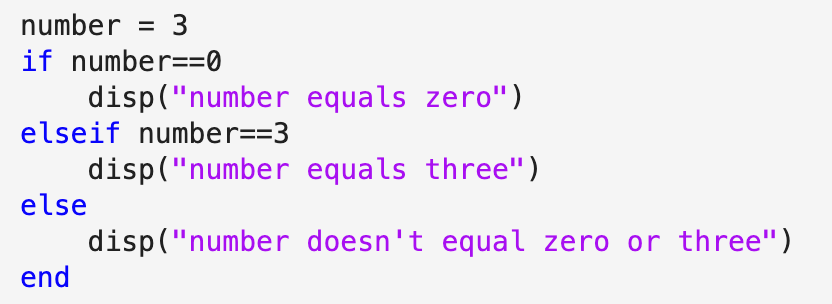 number = 3
if number==0
    disp("number equals zero")
elseif number==3
    disp("number equals three")
else
    disp("number doesn't equal zero or three")
end